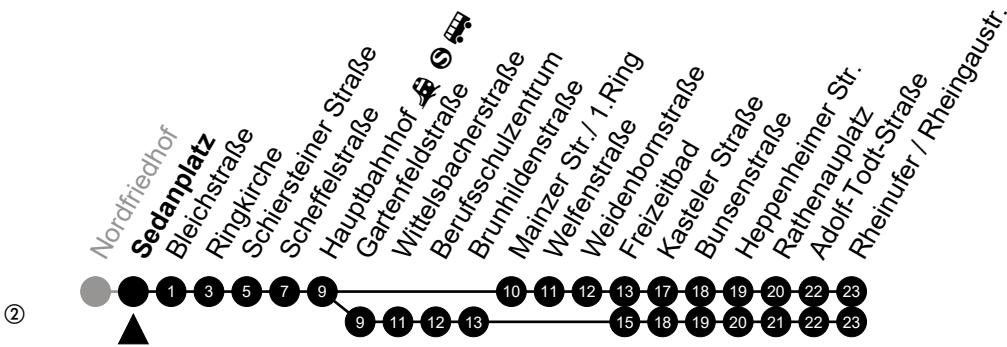 Nordfriedhof
Sedanplatz
Bleichstraße
Ringkirche
Schiersteiner Straße
Scheffelstraße
Hauptbahnhof S
Gartenfeldstraße
Wittelsbacherstraße
Berufsschulzentrum
Brunhildenstraße
Mainzer Str./ 1.Ring
Welfenstraße
Weidenbornstraße
Freizeitbad
Kasteler Straße
Bunsenstraße
Heppenheimer Str.
Rathenauplatz
Adolf-Todt-Straße
Rheinufer / Rheingaustr.
1 3 5 7 9 10 11 12 13 17 18 19 20 22 23
② 9 11 12 13 15 18 19 20 21 22 23